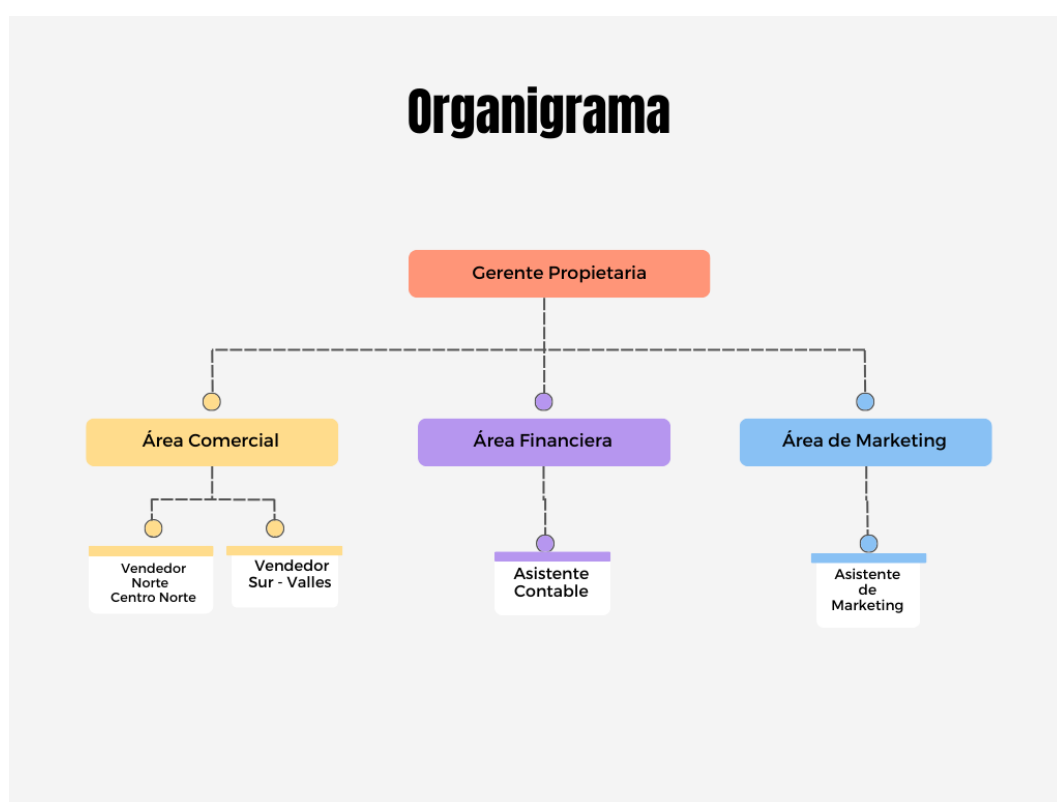 Organigrama
Gerente Propietaria
Área Comercial
Área Financiera
Área de Marketing
Vendedor
Norte
Centro Norte
Vendedor
Sur - Valles
Asistente
Contable
Asistente
de
Marketing